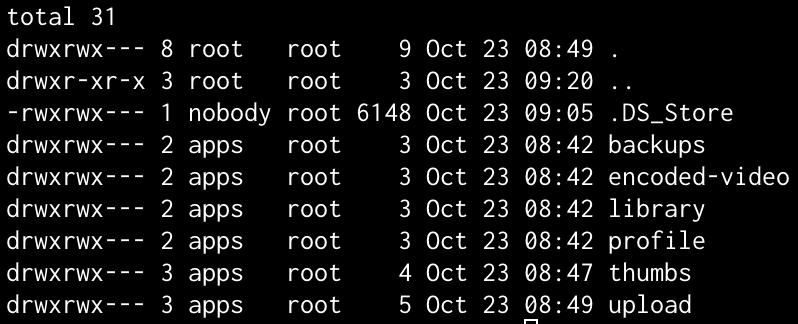 total 31
drwxrwx--- 8 root   root    9 Oct 23 08:49 .
drwxr-xr-x 3 root   root    3 Oct 23 09:20 ..
-rwxrwx--- 1 nobody root 6148 Oct 23 09:05 .DS_Store
drwxrwx--- 2 apps   root    3 Oct 23 08:42 backups
drwxrwx--- 2 apps   root    3 Oct 23 08:42 encoded-video
drwxrwx--- 2 apps   root    3 Oct 23 08:42 library
drwxrwx--- 2 apps   root    3 Oct 23 08:42 profile
drwxrwx--- 3 apps   root    4 Oct 23 08:47 thumbs
drwxrwx--- 3 apps   root    5 Oct 23 08:49 upload